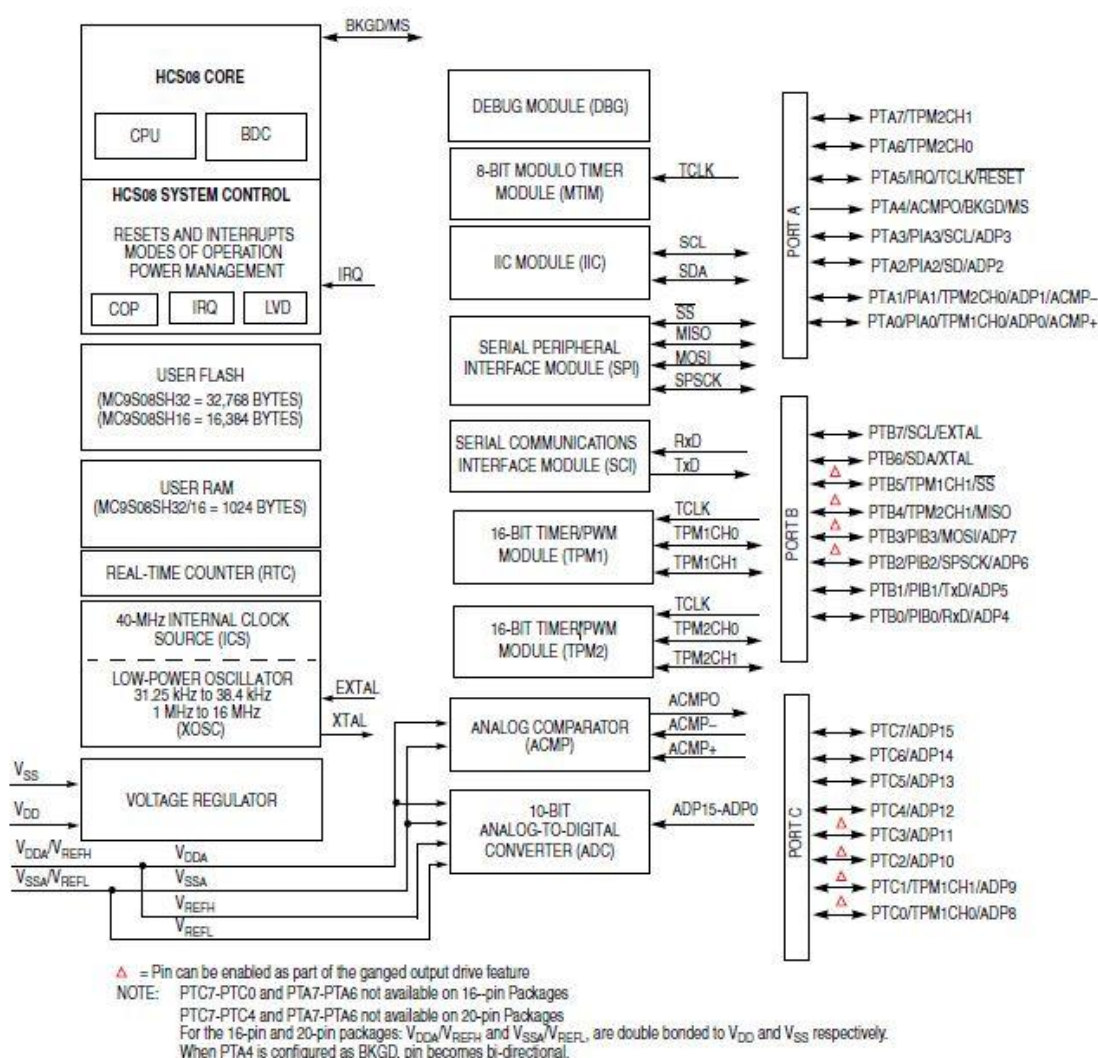 BKGD/MS
HCS08 CORE
CPU
BDC
HCS08 SYSTEM CONTROL
RESETS AND INTERRUPTS
MODES OF OPERATION
POWER MANAGEMENT
COP
IRQ
LVD
IRQ
USER FLASH
(MC9S08SH32 = 32,768 BYTES)
(MC9S08SH16 = 16,384 BYTES)
USER RAM
(MC9S08SH32/16 = 1024 BYTES)
REAL-TIME COUNTER (RTC)
40-MHz INTERNAL CLOCK
SOURCE (ICS)
LOW-POWER OSCILLATOR
31.25 kHz to 38.4 kHz
1 MHz to 16 MHz
(XOSC)
EXTAL
XTAL
VSS
VDD
VOLTAGE REGULATOR
VDDA/VREFH
VSSA/VREFL
VDDA
VSSA
VREFH
VREFL
DEBUG MODULE (DBG)
8-BIT MODULO TIMER
MODULE (MTIM)
TCLK
IIC MODULE (IIC)
SCL
SDA
SERIAL PERIPHERAL
INTERFACE MODULE (SPI)
SS
MISO
MOSI
SPSCK
SERIAL COMMUNICATIONS
INTERFACE MODULE (SCI)
RxD
TxD
16-BIT TIMER/PWM
MODULE (TPM1)
TCLK
TPM1CH0
TPM1CH1
16-BIT TIMER/PWM
MODULE (TPM2)
TCLK
TPM2CH0
TPM2CH1
ANALOG COMPARATOR
(ACMP)
ACMPO
ACMP–
ACMP+
10-BIT
ANALOG-TO-DIGITAL
CONVERTER (ADC)
ADP15-ADP0
PORT A
PTA7/TPM2CH1
PTA6/TPM2CH0
PTA5/IRQ/TCLK/RESET
PTA4/ACMPO/BKGD/MS
PTA3/PIA3/SCL/ADP3
PTA2/PIA2/SD/ADP2
PTA1/PIA1/TPM2CH0/ADP1/ACMP–
PTA0/PIA0/TPM1CH0/ADP0/ACMP+
PORT B
PTB7/SCL/EXTAL
PTB6/SDA/XTAL
PTB5/TPM1CH1/SS
PTB4/TPM2CH1/MISO
PTB3/PIB3/MOSI/ADP7
PTB2/PIB2/SPSCK/ADP6
PTB1/PIB1/TxD/ADP5
PTB0/PIB0/RxD/ADP4
PORT C
PTC7/ADP15
PTC6/ADP14
PTC5/ADP13
PTC4/ADP12
PTC3/ADP11
PTC2/ADP10
PTC1/TPM1CH1/ADP9
PTC0/TPM1CH0/ADP8
Δ = Pin can be enabled as part of the ganged output drive feature
NOTE: PTC7-PTC0 and PTA7-PTA6 not available on 16--pin Packages
PTC7-PTC4 and PTA7-PTA6 not available on 20-pin Packages
For the 16-pin and 20-pin packages: VDDA/VREFH and VSSA/VREFL, are double bonded to VDD and VSS respectively.
When PTA4 is configured as BKGD, pin becomes bi-directional.